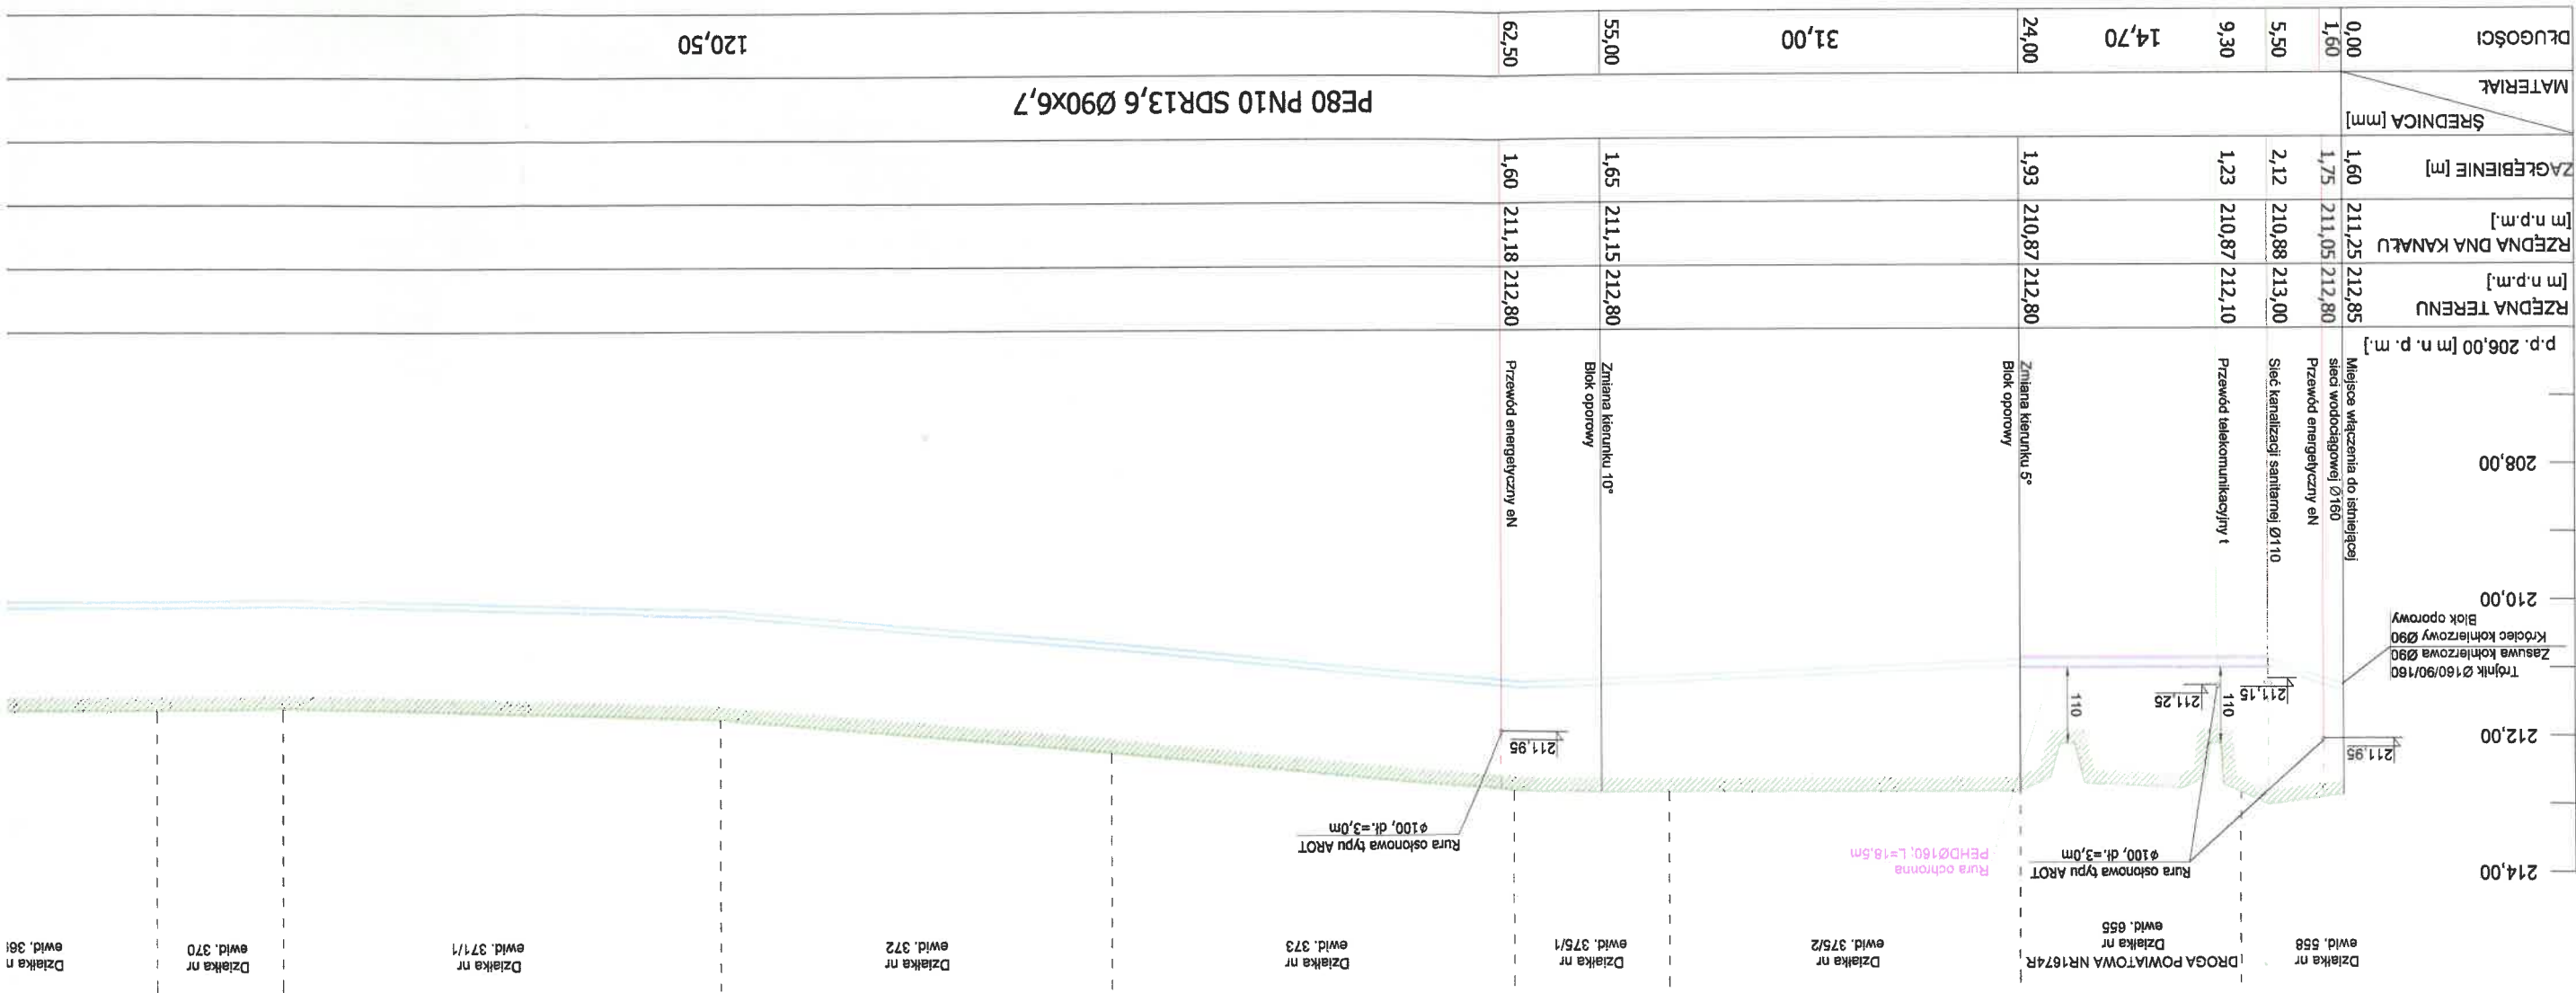 Działka nr
ewid. 558
DROGA POWIATOWA NR1674R
Działka nr
ewid. 655
Działka nr
ewid. 375/2
Działka nr
ewid. 375/1
Działka nr
ewid. 373
Działka nr
ewid. 372
Działka nr
ewid. 371/1
Działka nr
ewid. 370
Działka n
ewid.
214,00
Rura osłonowa typu AROT
ø100, dł.=3,0m
Rura ochronna
PEHDØ160; L=18,5m
Rura osłonowa typu AROT
ø100, dł.=3,0m
212,00
211,95
211,15
211,25
110
110
211,95
Trójnik Ø160/90/160
Zasuwa kołnierzowa Ø90
Króciec kołnierzowy Ø90
Blok oporowy
210,00
208,00
Miejsce włączenia do istniejącej
sieci wodociągowej Ø160
Przewód energetyczny eN
Sieć kanalizacji sanitarnej Ø110
Przewód telekomunikacyjny t
Zmiana kierunku 5°
Blok oporowy
Zmiana kierunku 10°
Blok oporowy
Przewód energetyczny eN
p.p. 206,00 [m n. p. m.]
RZĘDNA TERENU
[m n.p.m.]
212,85 212,80 213,00 212,10 212,80 212,80 212,80
RZĘDNA DNA KANAŁU
[m n.p.m.]
211,25 211,05 210,88 210,87 210,87 211,15 211,18
ZAGŁĘBIENIE [m]
1,60 1,75 2,12 1,23 1,93 1,65 1,60
ŚREDNICA [mm]
MATERIAŁ
PE80 PN10 SDR13,6 Ø90x6,7
DŁUGOŚCI
0,00 1,60 5,50 9,30 14,70 24,00 31,00 55,00 62,50 120,50